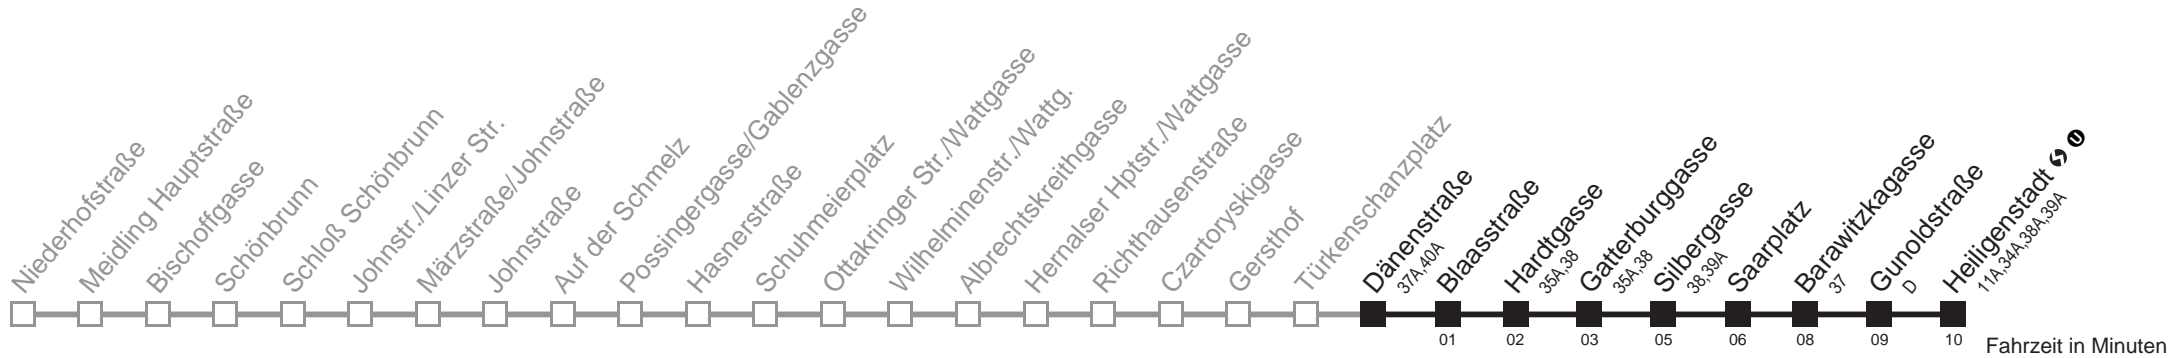 Niederhofstraße
Meidling Hauptstraße
Bischoffgasse
Schönbrunn
Schloß Schönbrunn
Johnstr./Linzer Str.
Märzstraße/Johnstraße
Johnstraße
Auf der Schmelz
Possingergasse/Gablenzgasse
Hasnerstraße
Schuhmeierplatz
Ottakringer Str./Wattgasse
Wilhelminenstr./Wattg.
Albrechtskreithgasse
Hernalser Hptstr./Wattgasse
Richthausenstraße
Czartoryskigasse
Gersthof
Türkenschanzplatz
Dänenstraße
37A,40A
Blaasstraße
Hardtgasse
35A,38
Gatterburggasse
35A,38
Silbergasse
38,39A
Saarplatz
Barawitzkagasse
37
Gunoldstraße
D
Heiligenstadt S U
11A,34A,38A,39A
01 02 03 05 06 08 09 10
Fahrzeit in Minuten